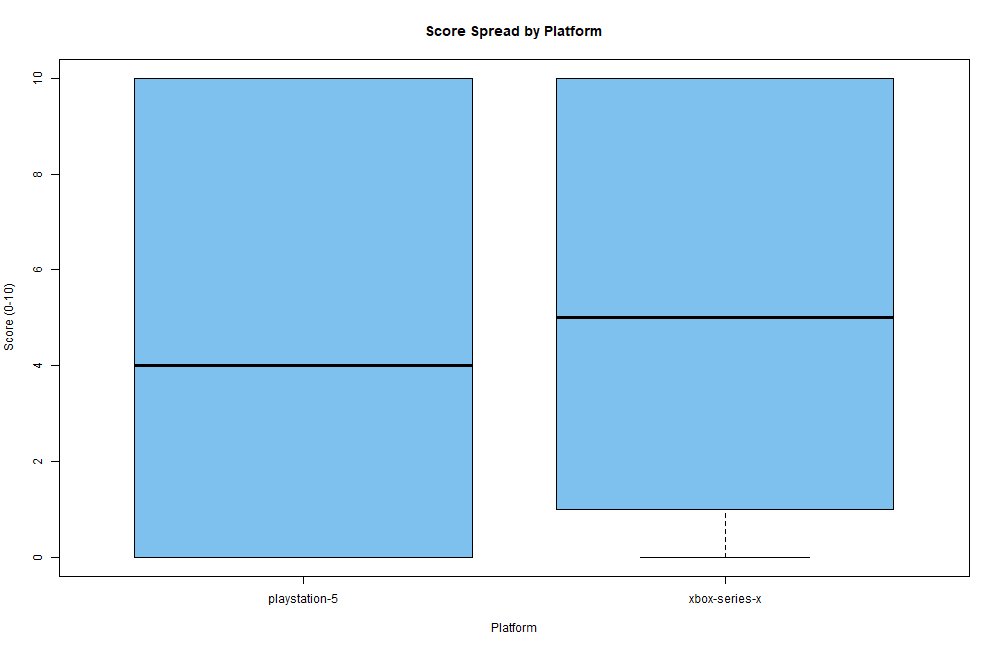 Score Spread by Platform
Score (0-10)
10
8
6
4
2
0
playstation-5 xbox-series-x
Platform